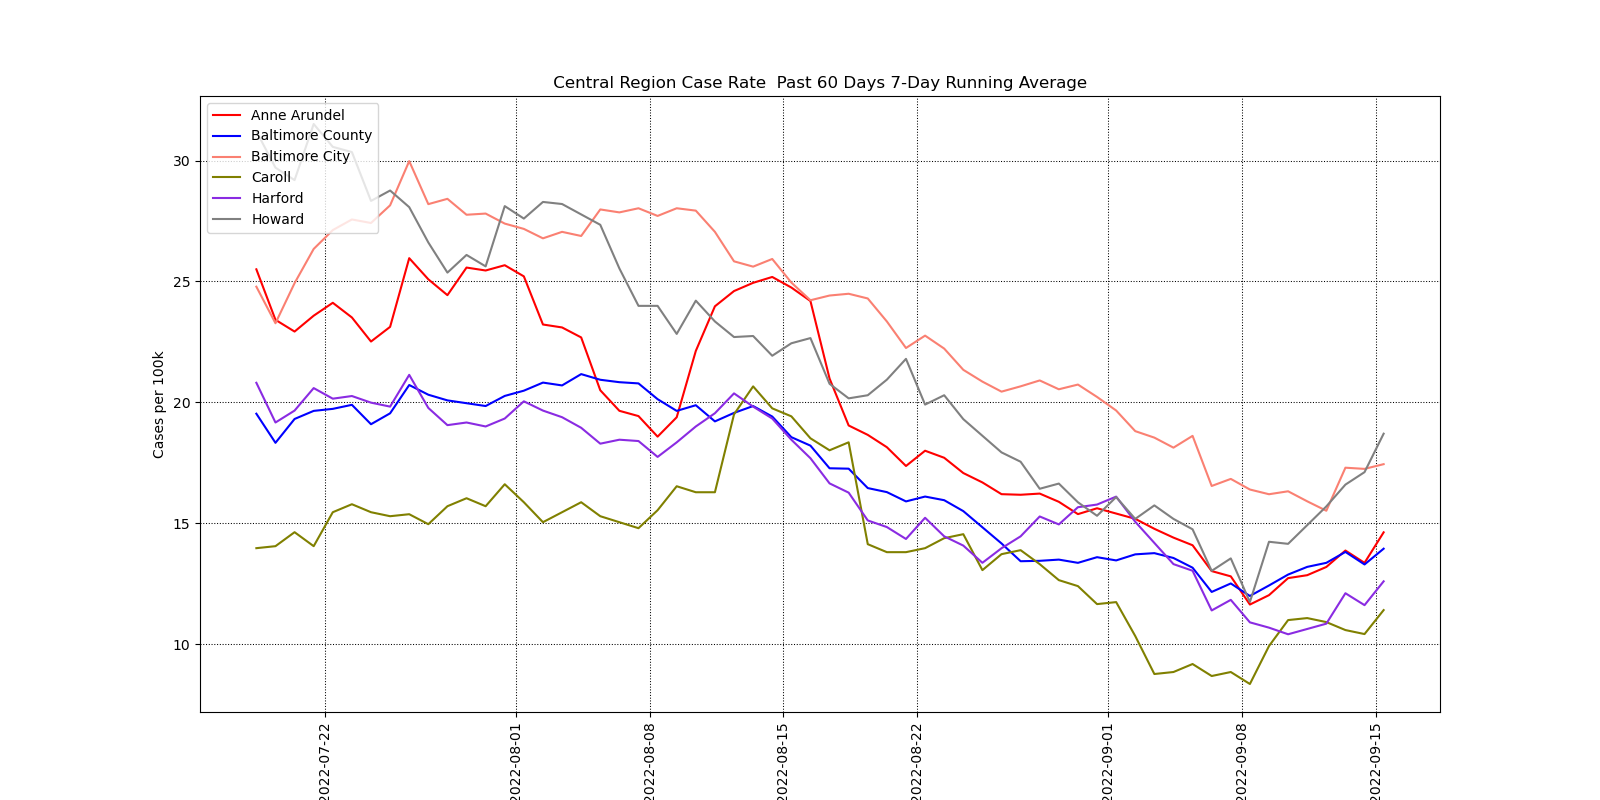 Central Region Case Rate  Past 60 Days 7-Day Running Average
Anne Arundel
Baltimore County
Baltimore City
Caroll
Harford
Howard
Cases per 100k
30
25
20
15
10
2022-07-22
2022-08-01
2022-08-08
2022-08-15
2022-08-22
2022-09-01
2022-09-08
2022-09-15